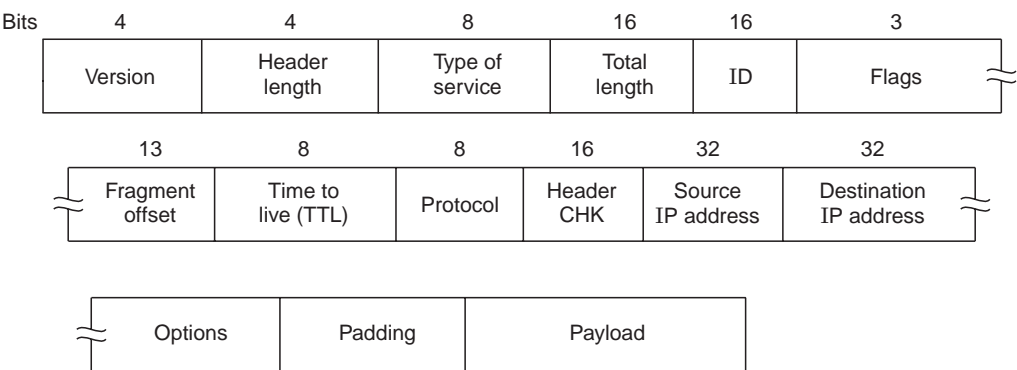 Bits 4 4 8 16 16 3
Version Header length Type of service Total length ID Flags
13 8 8 16 32 32
Fragment offset Time to live (TTL) Protocol Header CHK Source IP address Destination IP address
Options Padding Payload